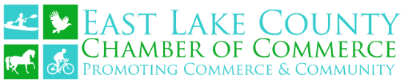 East Lake County
Chamber of Commerce
Promoting Commerce & Community